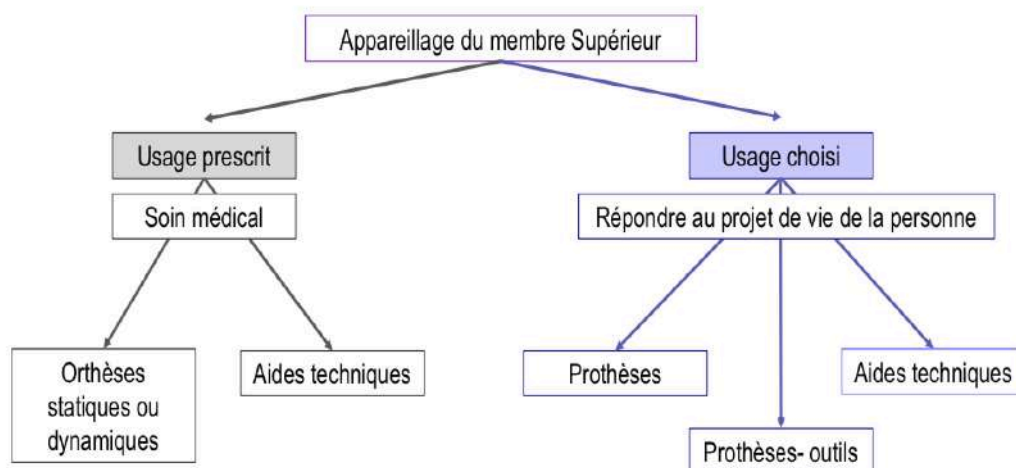 Appareillage du membre Supérieur
Usage prescrit
Usage choisi
Soin médical
Répondre au projet de vie de la personne
Orthèses
statiques ou
dynamiques
Aides techniques
Prothèses
Aides techniques
Prothèses- outils